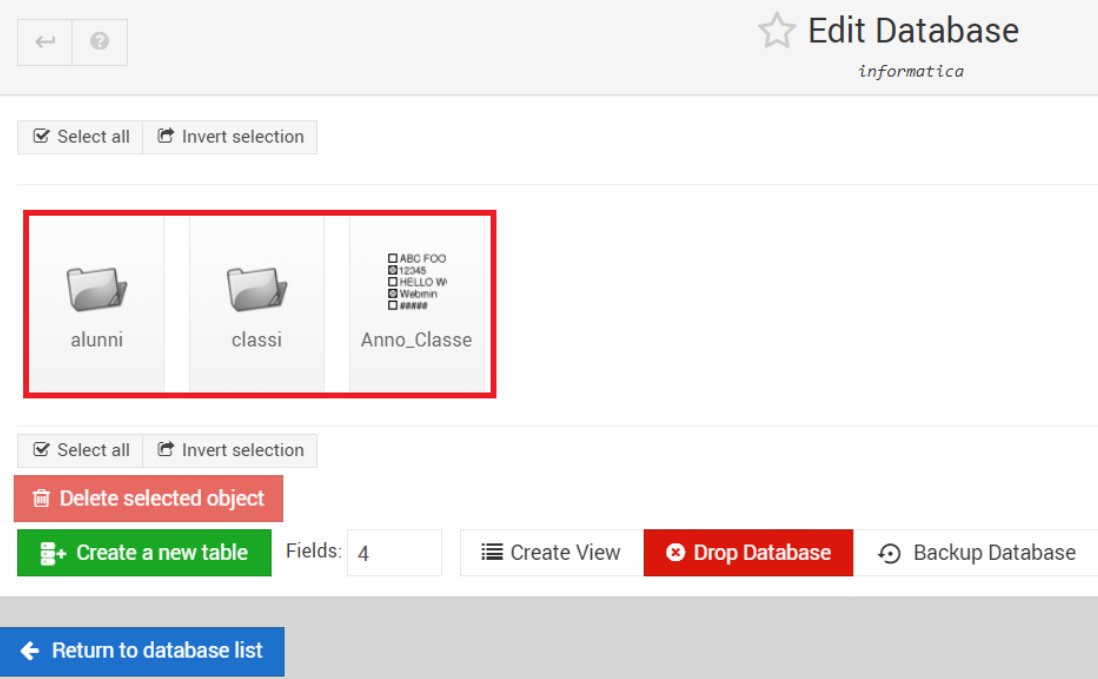 Edit Database
informatica
Select all Invert selection
ABC FOO
12345
HELLO W
Webmin
#####
alunni classi Anno_Classe
Select all Invert selection
Delete selected object
Create a new table Fields: 4 Create View Drop Database Backup Database
Return to database list